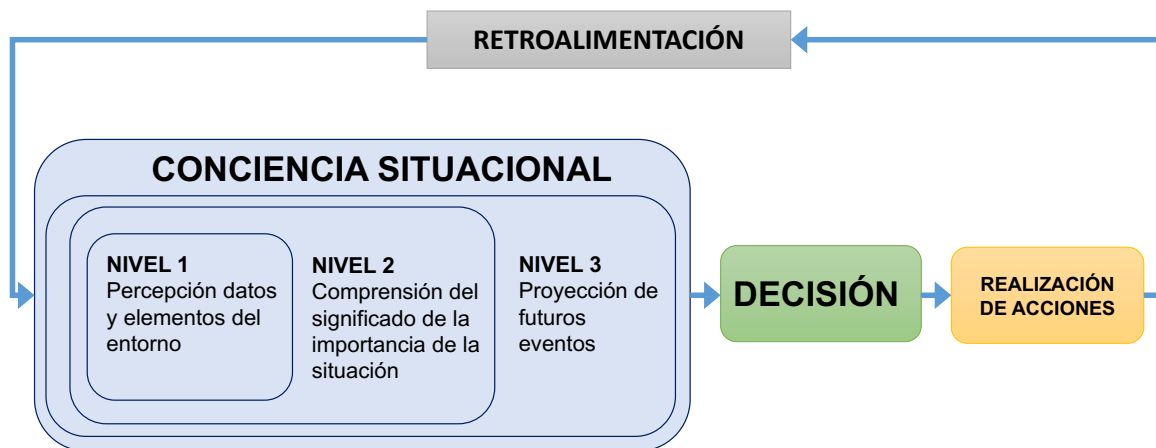 RETROALIMENTACIÓN
CONCIENCIA SITUACIONAL
NIVEL 1
Percepción datos
y elementos del
entorno
NIVEL 2
Comprensión del
significado de la
importancia de la
situación
NIVEL 3
Proyección de
futuros
eventos
DECISIÓN
REALIZACIÓN
DE ACCIONES